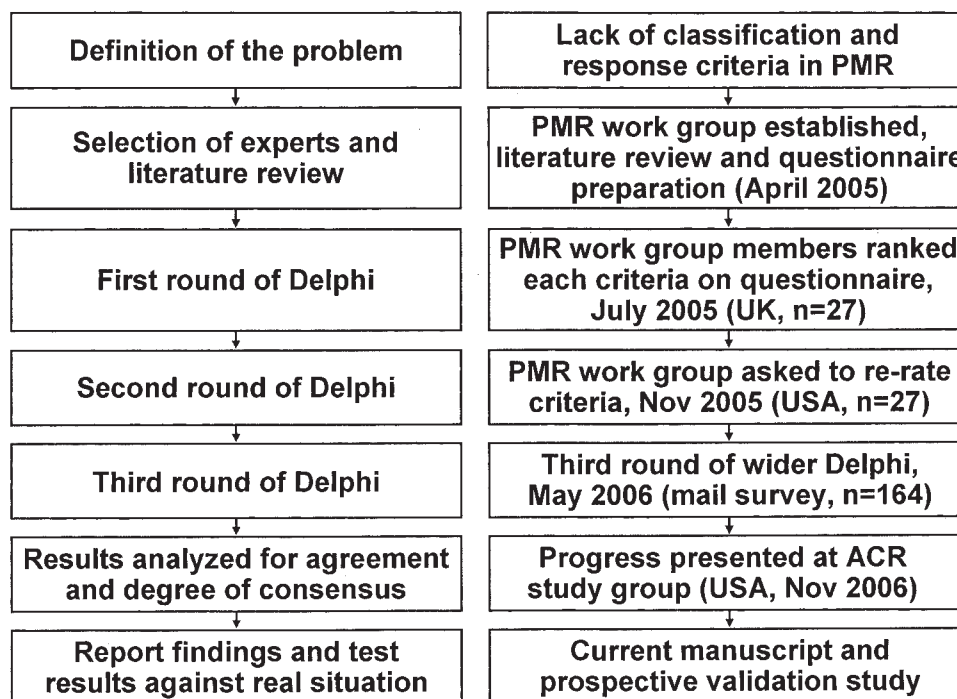 Definition of the problem
Lack of classification and
response criteria in PMR
Selection of experts and
literature review
PMR work group established,
literature review and questionnaire
preparation (April 2005)
First round of Delphi
PMR work group members ranked
each criteria on questionnaire,
July 2005 (UK, n=27)
Second round of Delphi
PMR work group asked to re-rate
criteria, Nov 2005 (USA, n=27)
Third round of Delphi
Third round of wider Delphi,
May 2006 (mail survey, n=164)
Results analyzed for agreement
and degree of consensus
Progress presented at ACR
study group (USA, Nov 2006)
Report findings and test
results against real situation
Current manuscript and
prospective validation study